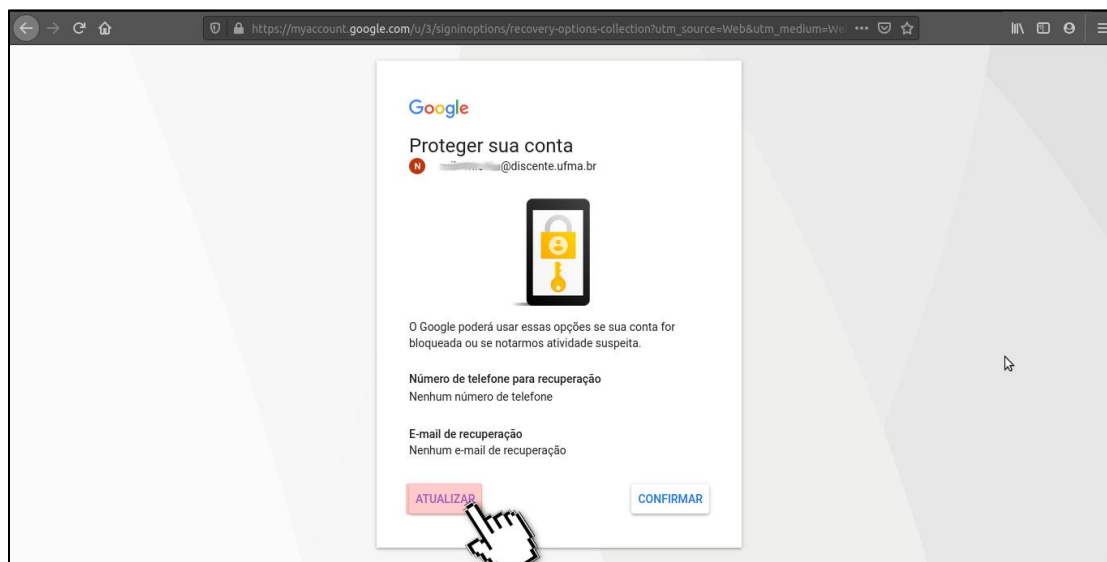 https://myaccount.google.com/u/3/signinoptions/recovery-options-collection?utm_source=Web&utm_medium=We
Google
Proteger sua conta
N @discente.ufma.br
O Google poderá usar essas opções se sua conta for
bloqueada ou se notarmos atividade suspeita.
Número de telefone para recuperação
Nenhum número de telefone
E-mail de recuperação
Nenhum e-mail de recuperação
ATUALIZAR CONFIRMAR